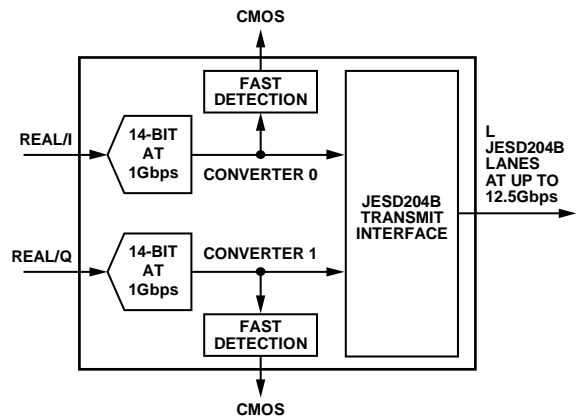 CMOS
FAST
DETECTION
REAL/I
14-BIT
AT
1Gbps
CONVERTER 0
JESD204B
TRANSMIT
INTERFACE
L
JESD204B
LANES
AT UP TO
12.5Gbps
REAL/Q
14-BIT
AT
1Gbps
CONVERTER 1
FAST
DETECTION
CMOS